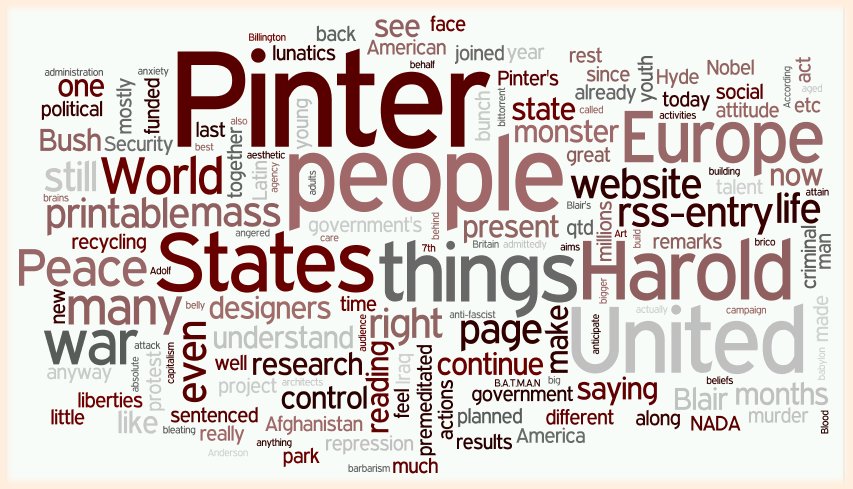 Billington
back
see
face
lunatics
American
joined
year
behalf
administration
anxiety
Pinter
Pinter's
rest
since
youth
Hyde
Nobel
According
act
one
mostly
funded
political
last
also
young
bunch
bittorrent
state
already
called
today
activities
social
attitude
etc
aged
Bush
Security
best
together
aesthetic
monster
great
Europe
still
World
Latin
agency
adults
people
website
building
talent
now
brains
printable
mass
government's
behind
present
Blair's
qtd
millions
rss-entry
life
attain
recycling
angered
care
7th
Britain
admittedly
aims
Art
build
remarks
brico
criminal
man
Peace
Adolf
States
things
Harold
bigger
new
many
belly
designers
time
audience
right
anti-fascist
page
make
anticipate
United
actually
campaign
made
babylon
war
attack
absolute
protest
capitalism
even
understand
reading
feel
Iraq
premeditated
actions
continue
anyway
well
research
B.A.T.M.A.N
big
saying
beliefs
Blair
months
liberties
project
architects
control
government
little
like
sentenced
Afghanistan
planned
different
along
NADA
murder
Blood
bleating
really
anything
repression
results
America
Anderson
park
barbarism
much